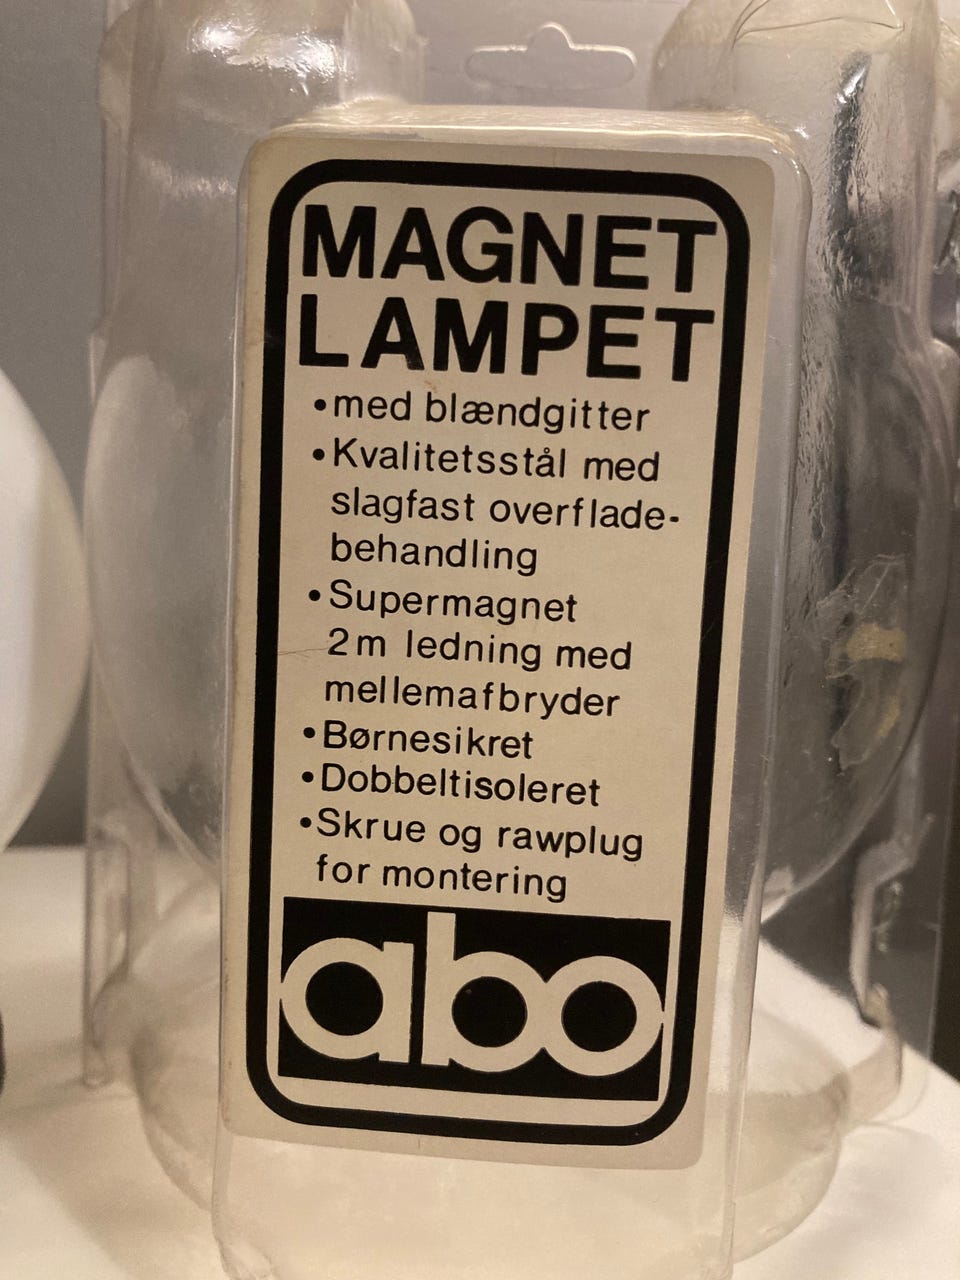 MAGNET
LAMPET
•med blændgitter
•Kvalitetsstål med
slagfast overflade-
behandling
•Supermagnet
2m ledning med
mellemafbryder
•Børnesikret
•Dobbeltisoleret
•Skrue og rawplug
for montering
abo